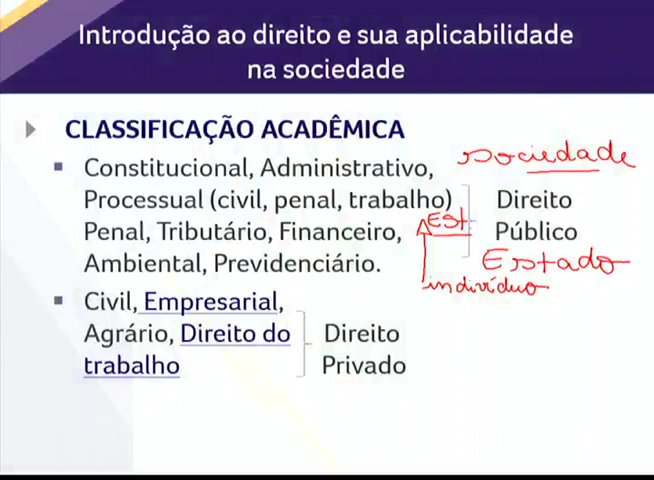 Introdução ao direito e sua aplicabilidade
na sociedade
CLASSIFICAÇÃO ACADÊMICA
sociedade
Constitucional, Administrativo,
Processual (civil, penal, trabalho)
Penal, Tributário, Financeiro,
Ambiental, Previdenciário.
Est
Direito
Público
Estado
indivíduo
Civil, Empresarial,
Agrário, Direito do
trabalho
Direito
Privado